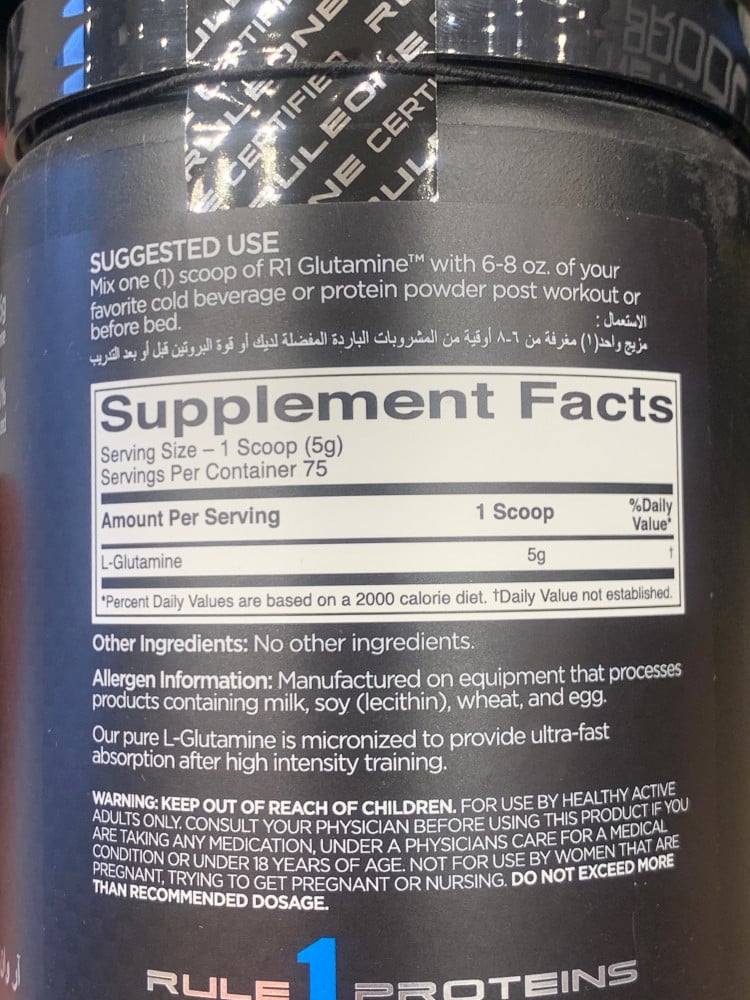 RULE ONE
CERTIFIED
RULE ONE
CERTIFIED
SUGGESTED USE
Mix one (1) scoop of R1 Glutamine™ with 6-8 oz. of your
favorite cold beverage or protein powder post workout or
before bed.
الاستعمال :
مزيج واحد(١) مغرفة من ٦-٨ أوقية من المشروبات الباردة المفضلة لديك أو قوة البروتين قبل أو بعد التدريب
Supplement Facts
Serving Size – 1 Scoop (5g)
Servings Per Container 75
Amount Per Serving 1 Scoop %Daily Value*
L-Glutamine 5g †
*Percent Daily Values are based on a 2000 calorie diet. †Daily Value not established.
Other Ingredients: No other ingredients.
Allergen Information: Manufactured on equipment that processes
products containing milk, soy (lecithin), wheat, and egg.
Our pure L-Glutamine is micronized to provide ultra-fast
absorption after high intensity training.
WARNING: KEEP OUT OF REACH OF CHILDREN. FOR USE BY HEALTHY ACTIVE
ADULTS ONLY. CONSULT YOUR PHYSICIAN BEFORE USING THIS PRODUCT IF YOU
ARE TAKING ANY MEDICATION, UNDER A PHYSICIANS CARE FOR A MEDICAL
CONDITION OR UNDER 18 YEARS OF AGE. NOT FOR USE BY WOMEN THAT ARE
PREGNANT, TRYING TO GET PREGNANT OR NURSING. DO NOT EXCEED MORE
THAN RECOMMENDED DOSAGE.
RULE 1 PROTEINS